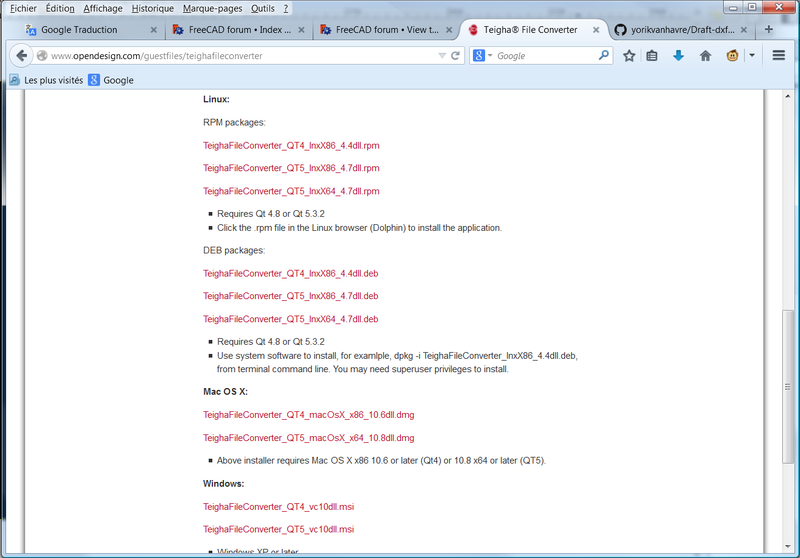 Fichier Édition Affichage Historique Marque-pages Outils ?
Google Traduction
FreeCAD forum • Index ...
FreeCAD forum • View t...
Teigha® File Converter
yorikvanhavre/Draft-dxf...
www.opendesign.com/guestfiles/teighafileconverter
Google
Les plus visités
Google
Linux:
RPM packages:
TeighaFileConverter_QT4_lnxX86_4.4dll.rpm
TeighaFileConverter_QT5_lnxX86_4.7dll.rpm
TeighaFileConverter_QT5_lnxX64_4.7dll.rpm
Requires Qt 4.8 or Qt 5.3.2
Click the .rpm file in the Linux browser (Dolphin) to install the application.
DEB packages:
TeighaFileConverter_QT4_lnxX86_4.4dll.deb
TeighaFileConverter_QT5_lnxX86_4.7dll.deb
TeighaFileConverter_QT5_lnxX64_4.7dll.deb
Requires Qt 4.8 or Qt 5.3.2
Use system software to install, for examlple, dpkg -i TeighaFileConverter_lnxX86_4.4dll.deb,
from terminal command line. You may need superuser privileges to install.
Mac OS X:
TeighaFileConverter_QT4_macOsX_x86_10.6dll.dmg
TeighaFileConverter_QT5_macOsX_x64_10.8dll.dmg
Above installer requires Mac OS X x86 10.6 or later (Qt4) or 10.8 x64 or later (QT5).
Windows:
TeighaFileConverter_QT4_vc10dll.msi
TeighaFileConverter_QT5_vc10dll.msi
Windows XP or later